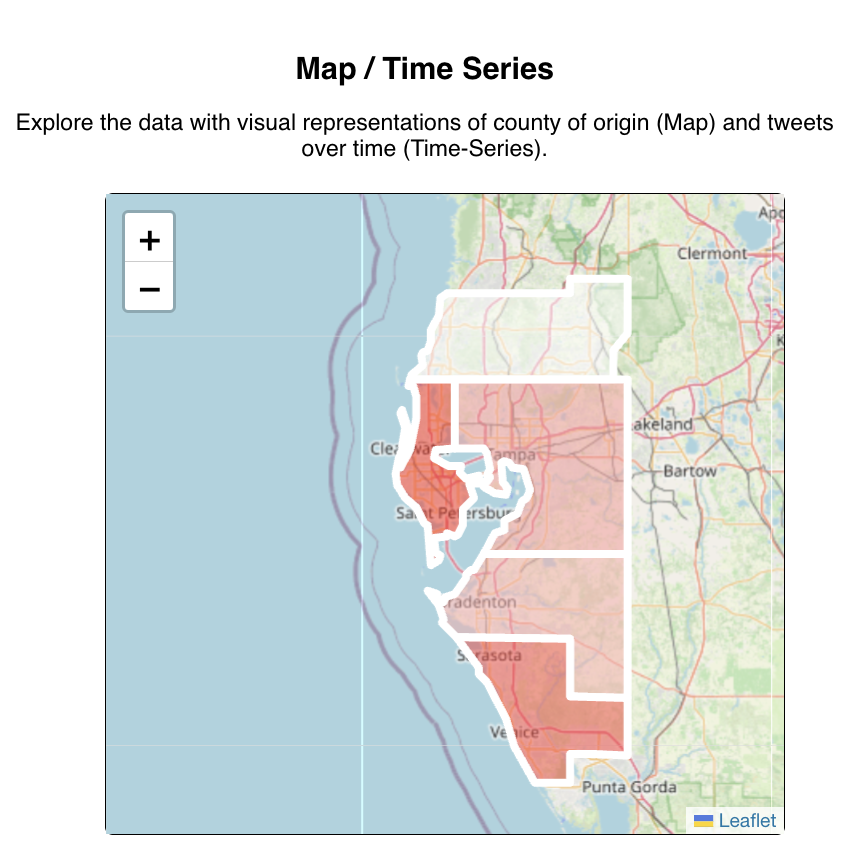 Map / Time Series
Explore the data with visual representations of county of origin (Map) and tweets
over time (Time-Series).
+
−
Clermont
Lakeland
Clearwater
Tampa
Bartow
Saint Petersburg
Bradenton
Sarasota
Venice
Punta Gorda
Leaflet